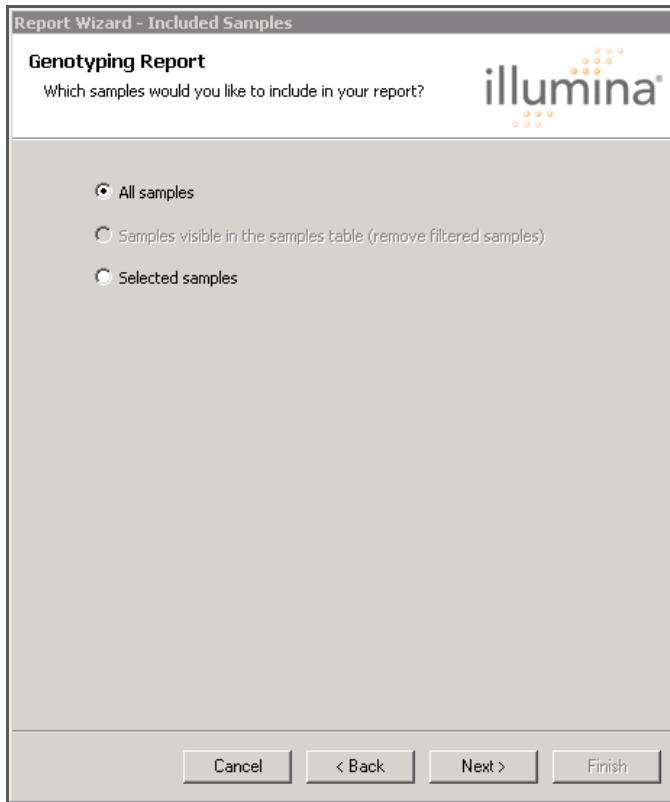 Report Wizard - Included Samples
Genotyping Report
Which samples would you like to include in your report?
illumina®
All samples
Samples visible in the samples table (remove filtered samples)
Selected samples
Cancel
< Back
Next >
Finish